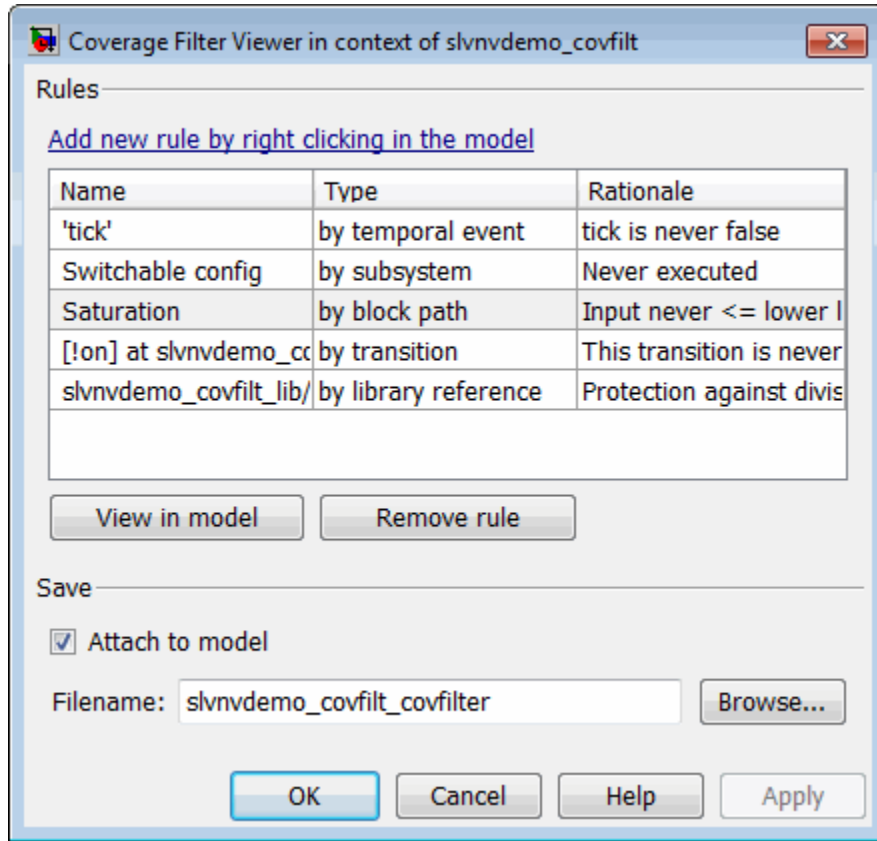 Coverage Filter Viewer in context of slvnvdemo_covfilt
Rules
Add new rule by right clicking in the model
Name Type Rationale
'tick' by temporal event tick is never false
Switchable config by subsystem Never executed
Saturation by block path Input never <= lower l
[!on] at slvnvdemo_cc by transition This transition is never
slvnvdemo_covfilt_lib/ by library reference Protection against divis
View in model Remove rule
Save
Attach to model
Filename: slvnvdemo_covfilt_covfilter Browse...
OK Cancel Help Apply